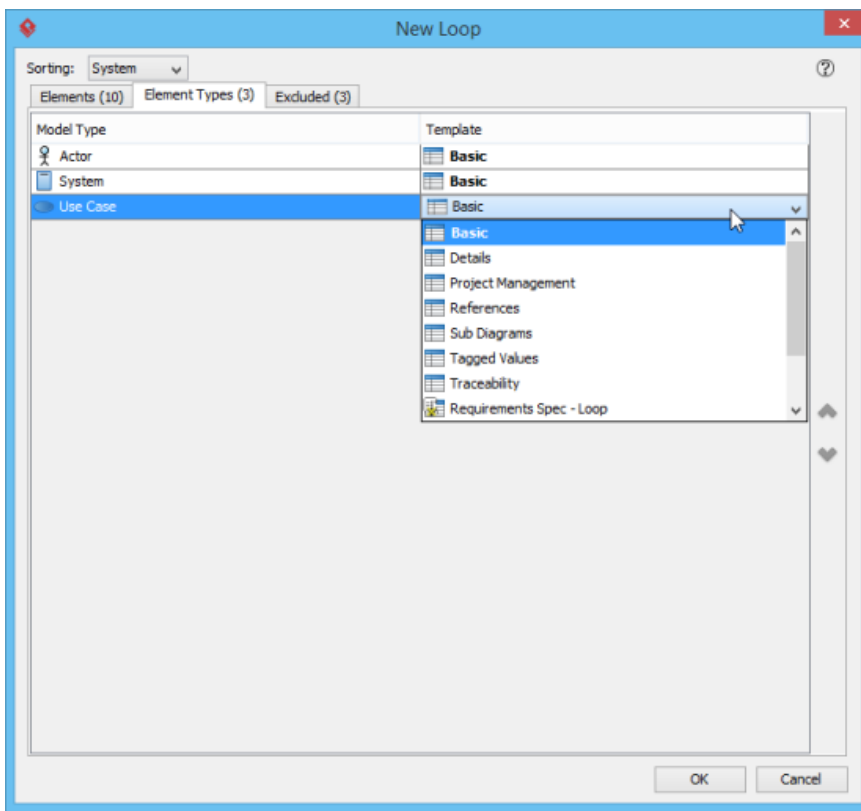 New Loop
Sorting: System
Elements (10) Element Types (3) Excluded (3)
Model Type Template
Actor Basic
System Basic
Use Case Basic
Basic
Details
Project Management
References
Sub Diagrams
Tagged Values
Traceability
Requirements Spec - Loop
OK Cancel